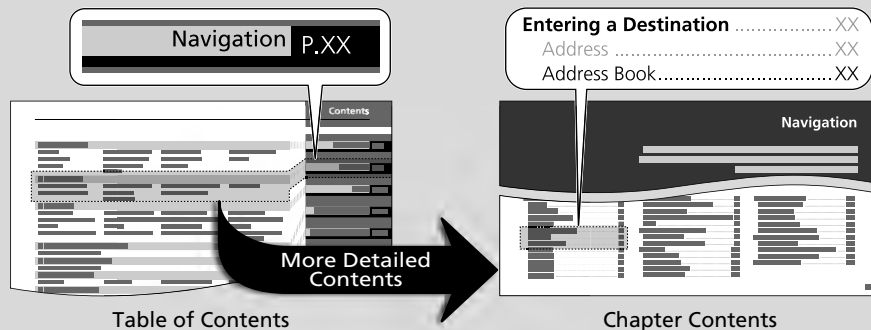 Navigation P.XX
Entering a Destination ................ XX
Address ................................ XX
Address Book............................ XX
Contents
Navigation
More Detailed
Contents
Table of Contents
Chapter Contents